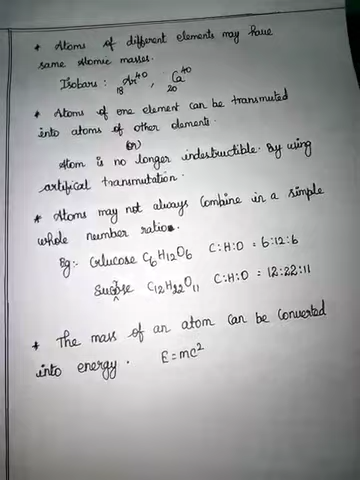 * Atoms of different elements may have
same atomic masses.
Isobars : ₁₈Ar⁴⁰, ₂₀Ca⁴⁰
* Atoms of one element can be transmuted
into atoms of other elements.
(or)
Atom is no longer indestructible. By using
artifical transmutation.
* Atoms may not always combine in a simple
whole number ratio.
Eg:- Glucose C₆H₁₂O₆ C:H:O = 6:12:6
Sucrose C₁₂H₂₂O₁₁ C:H:O = 12:22:11
* The mass of an atom can be converted
into energy. E=mc²